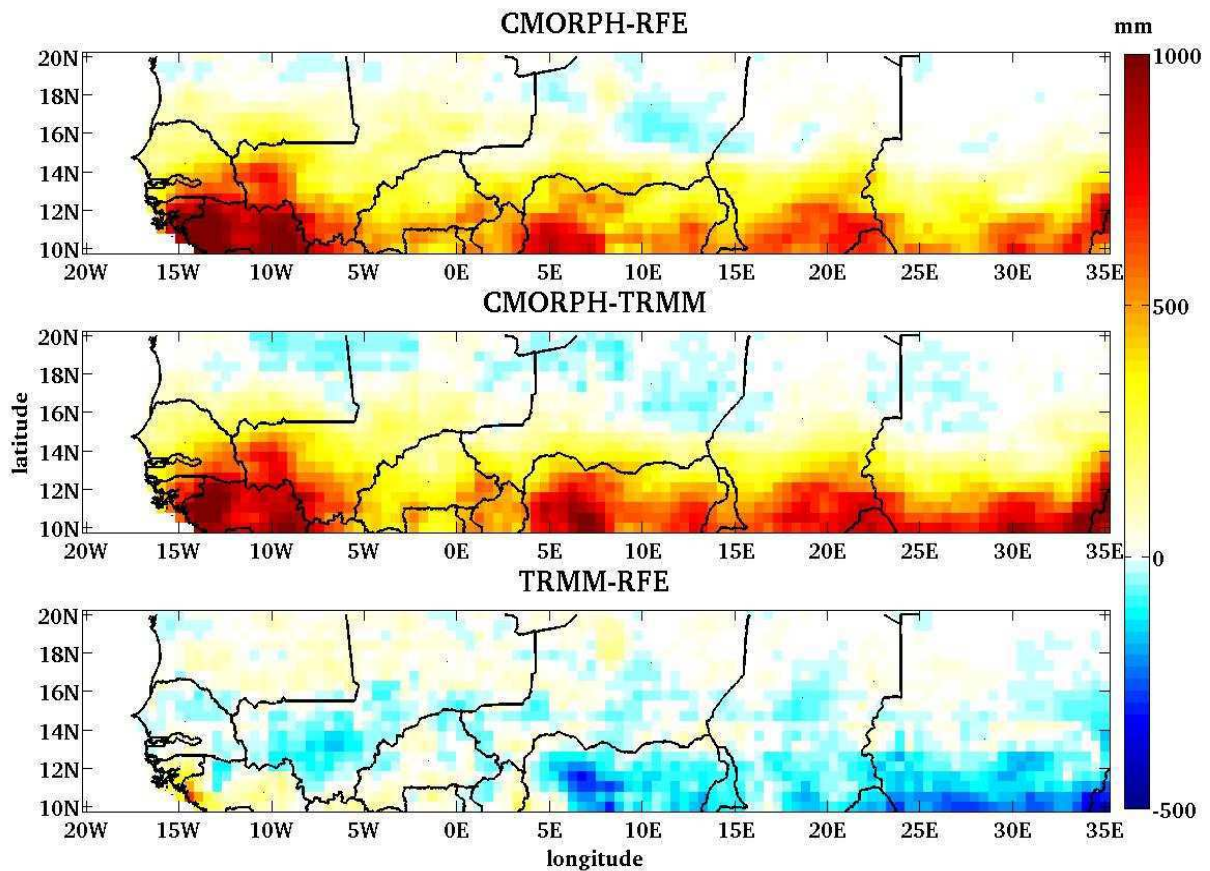 CMORPH-RFE
mm
20N
18N
16N
14N
12N
10N
20W 15W 10W 5W 0E 5E 10E 15E 20E 25E 30E 35E
1000
CMORPH-TRMM
500
20N
18N
16N
14N
12N
10N
latitude
20W 15W 10W 5W 0E 5E 10E 15E 20E 25E 30E 35E
0
TRMM-RFE
20N
18N
16N
14N
12N
10N
20W 15W 10W 5W 0E 5E 10E 15E 20E 25E 30E 35E
-500
longitude